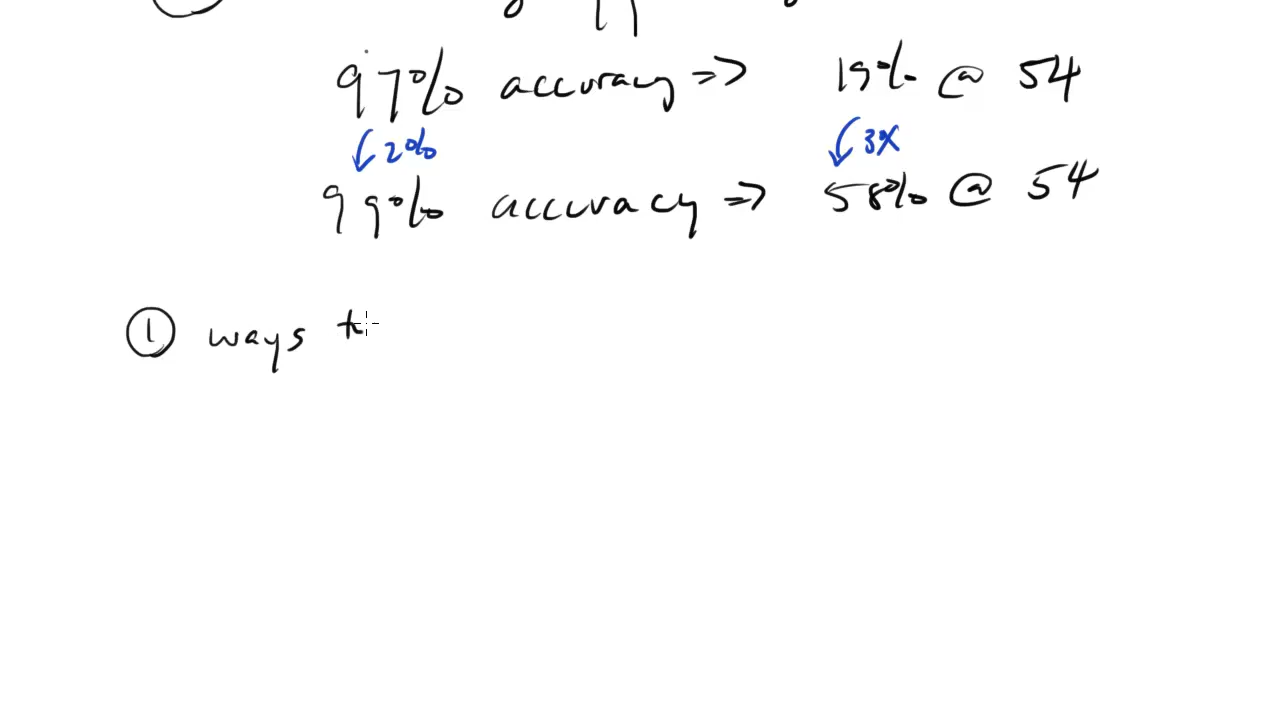 97% accuracy => 19% @ 54
2% 3X
99% accuracy => 58% @ 54
① ways t